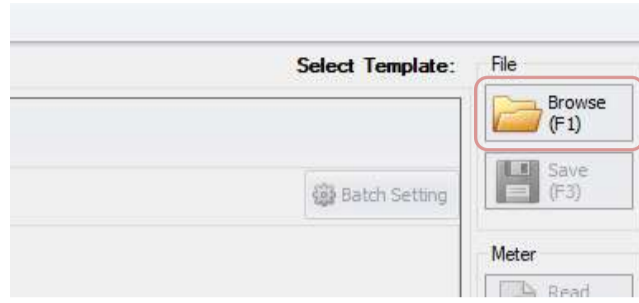 Select Template:
File
Browse
(F1)
Save
(F3)
Batch Setting
Meter
Read